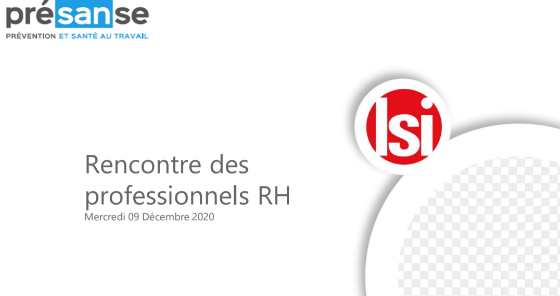 présanse
PRÉVENTION ET SANTÉ AU TRAVAIL
lsi
Rencontre des
professionnels RH
Mercredi 09 Décembre 2020